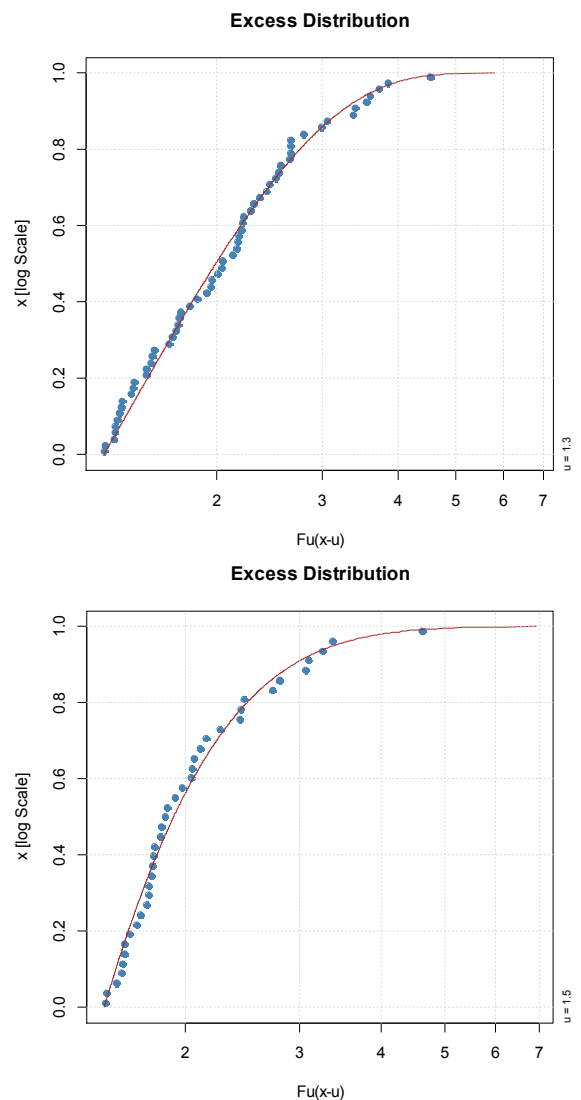 Excess Distribution
x [log Scale]
1.0
0.8
0.6
0.4
0.2
0.0
2 3 4 5 6 7
Fu(x-u)
u = 1.3
Excess Distribution
x [log Scale]
1.0
0.8
0.6
0.4
0.2
0.0
2 3 4 5 6 7
Fu(x-u)
u = 1.5